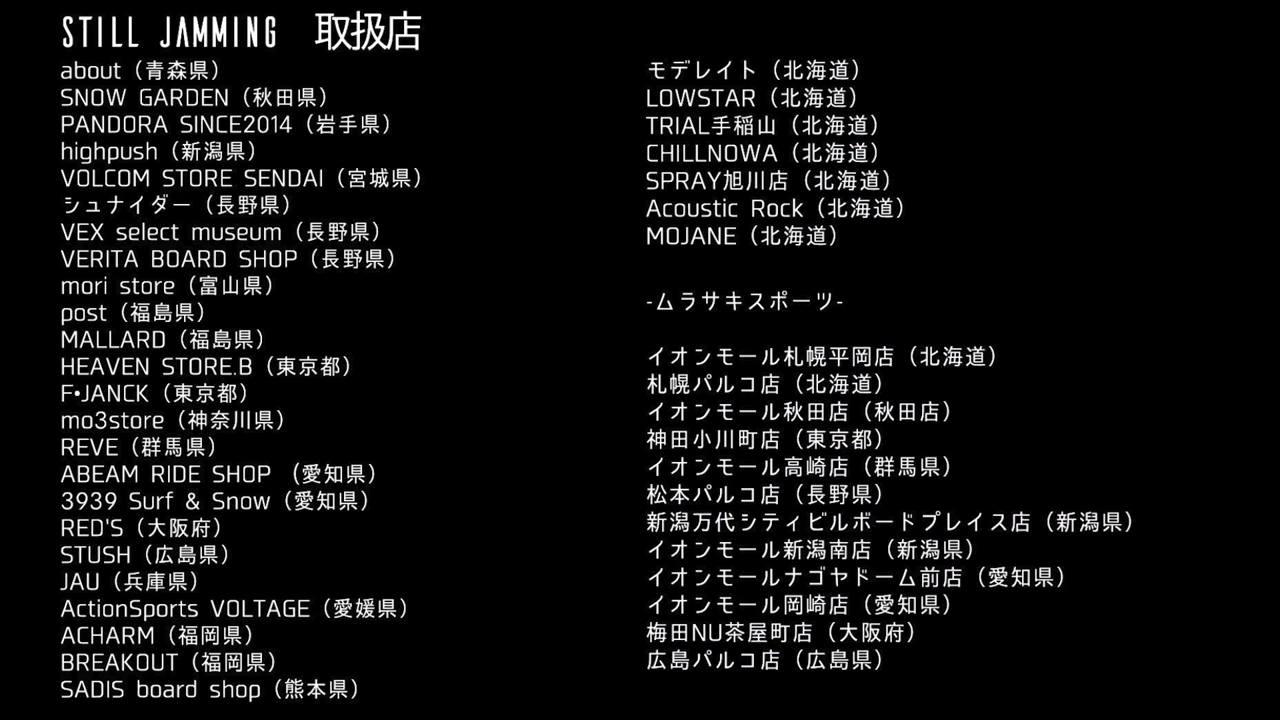 STILL JAMMING 取扱店
about（青森県）
SNOW GARDEN（秋田県）
PANDORA SINCE2014（岩手県）
highpush（新潟県）
VOLCOM STORE SENDAI（宮城県）
シュナイダー（長野県）
VEX select museum（長野県）
VERITA BOARD SHOP（長野県）
mori store（富山県）
post（福島県）
MALLARD（福島県）
HEAVEN STORE.B（東京都）
F•JANCK（東京都）
mo3store（神奈川県）
REVE（群馬県）
ABEAM RIDE SHOP （愛知県）
3939 Surf & Snow（愛知県）
RED'S（大阪府）
STUSH（広島県）
JAU（兵庫県）
ActionSports VOLTAGE（愛媛県）
ACHARM（福岡県）
BREAKOUT（福岡県）
SADIS board shop（熊本県）
モデレイト（北海道）
LOWSTAR（北海道）
TRIAL手稲山（北海道）
CHILLNOWA（北海道）
SPRAY旭川店（北海道）
Acoustic Rock（北海道）
MOJANE（北海道）
-ムラサキスポーツ-
イオンモール札幌平岡店（北海道）
札幌パルコ店（北海道）
イオンモール秋田店（秋田店）
神田小川町店（東京都）
イオンモール高崎店（群馬県）
松本パルコ店（長野県）
新潟万代シティビルボードプレイス店（新潟県）
イオンモール新潟南店（新潟県）
イオンモールナゴヤドーム前店（愛知県）
イオンモール岡崎店（愛知県）
梅田NU茶屋町店（大阪府）
広島パルコ店（広島県）